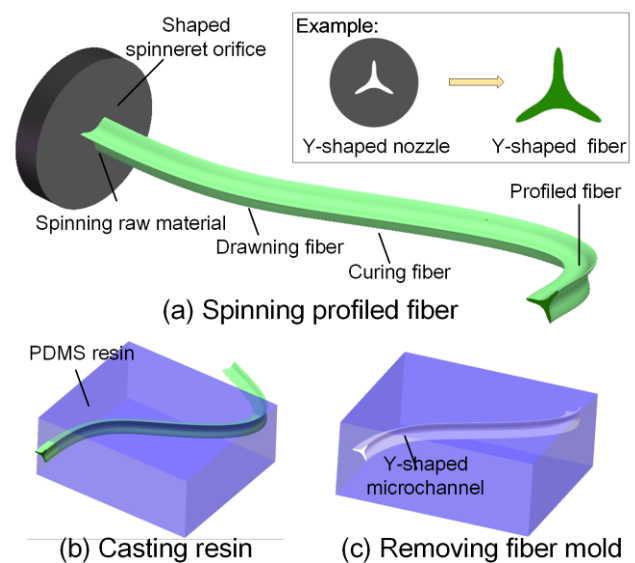 Shaped
spinneret orifice
Example:
Y-shaped nozzle
Y-shaped fiber
Profiled fiber
Spinning raw material
Drawning fiber
Curing fiber
(a) Spinning profiled fiber
PDMS resin
Y-shaped
microchannel
(b) Casting resin
(c) Removing fiber mold